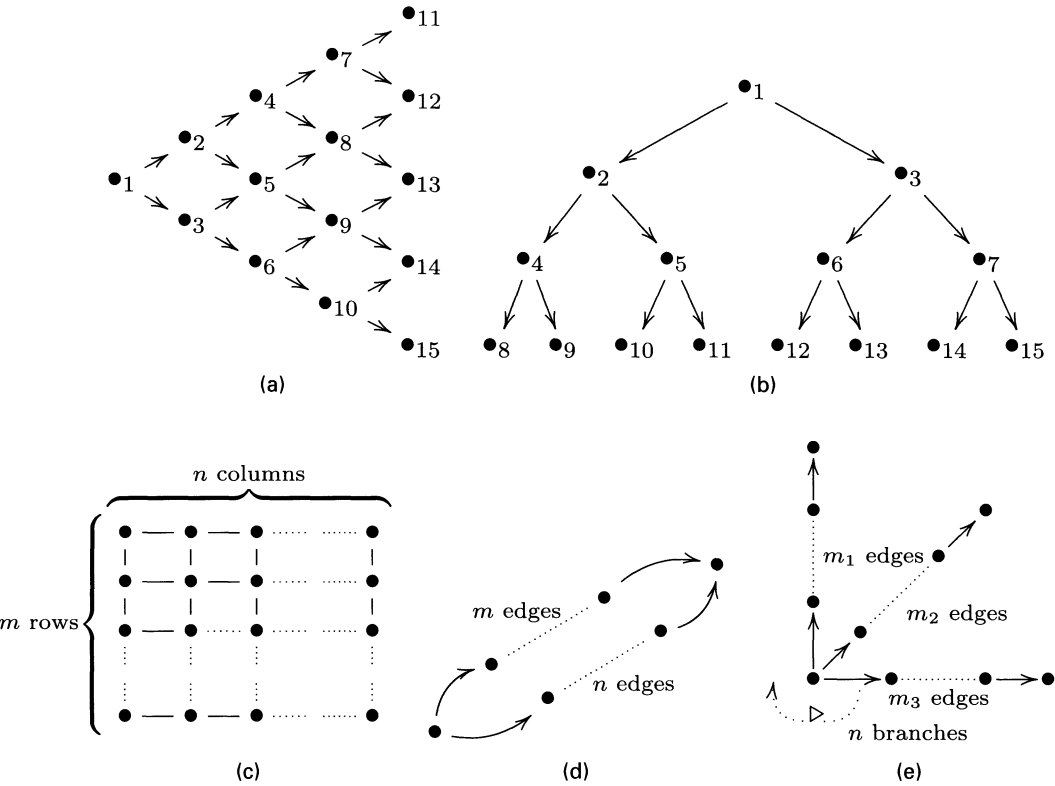 11
7
4
12
2
8
1
5
13
3
9
6
14
10
15
(a)
1
2
3
4
5
6
7
8
9
10
11
12
13
14
15
(b)
n columns
m rows
(c)
m edges
n edges
(d)
m₁ edges
m₂ edges
m₃ edges
n branches
(e)